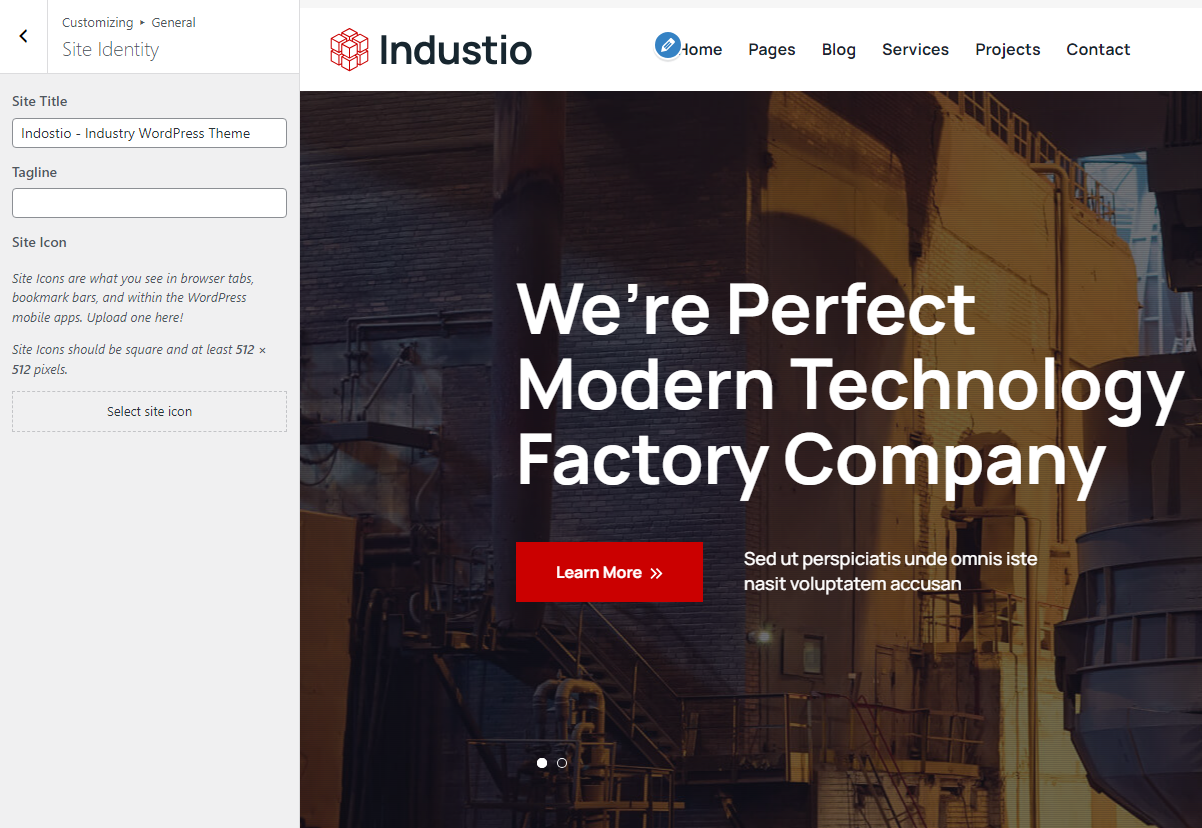 Customizing ▸ General
Site Identity
Site Title
Indostio - Industry WordPress Theme
Tagline
Site Icon
Site Icons are what you see in browser tabs,
bookmark bars, and within the WordPress
mobile apps. Upload one here!
Site Icons should be square and at least 512 ×
512 pixels.
Select site icon
Industio
Home Pages Blog Services Projects Contact
We’re Perfect
Modern Technology
Factory Company
Learn More
Sed ut perspiciatis unde omnis iste
nasit voluptatem accusan